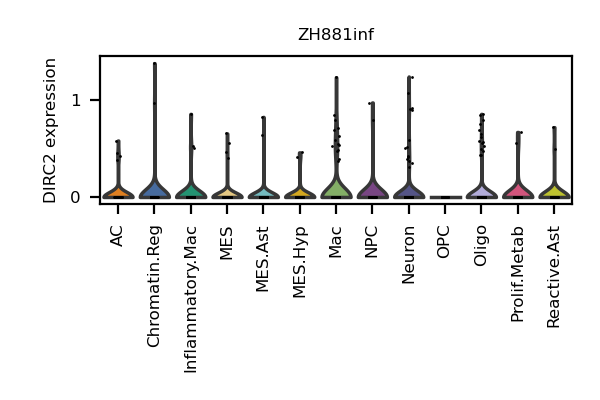 ZH881inf
DIRC2 expression
1
0
AC
Chromatin.Reg
Inflammatory.Mac
MES
MES.Ast
MES.Hyp
Mac
NPC
Neuron
OPC
Oligo
Prolif.Metab
Reactive.Ast